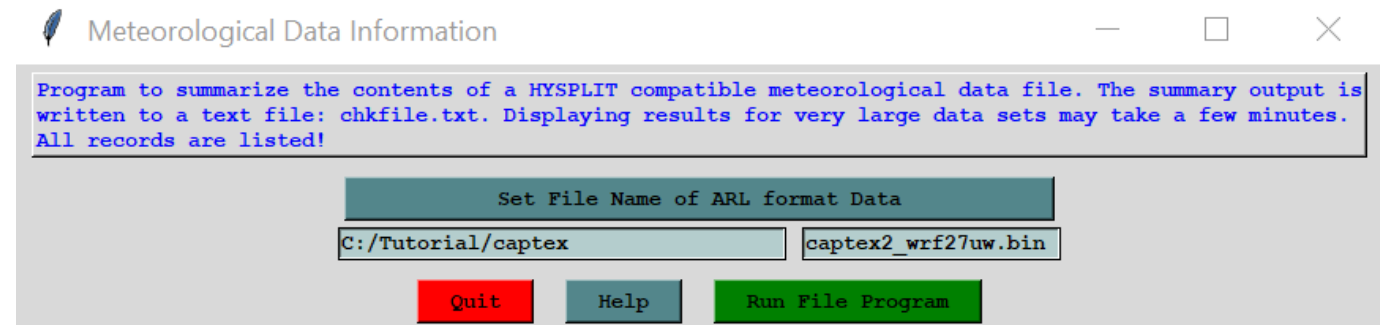 Meteorological Data Information
Program to summarize the contents of a HYSPLIT compatible meteorological data file. The summary output is
written to a text file: chkfile.txt. Displaying results for very large data sets may take a few minutes.
All records are listed!
Set File Name of ARL format Data
C:/Tutorial/captex captex2_wrf27uw.bin
Quit Help Run File Program